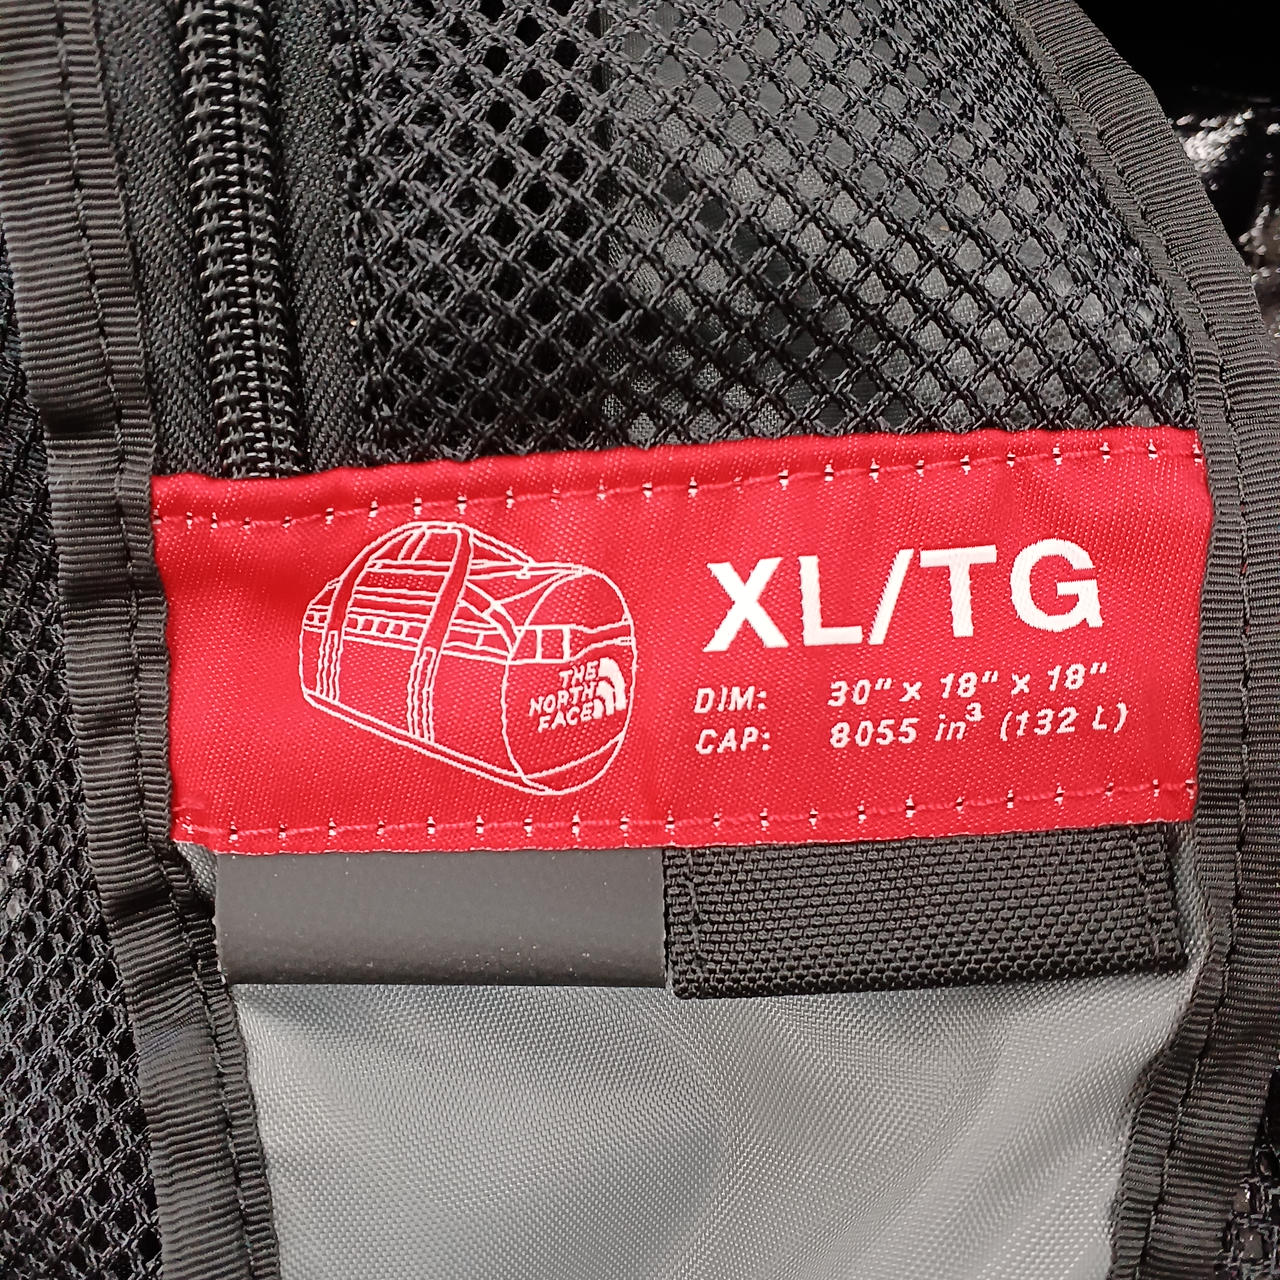 THE
NORTH
FACE
XL/TG
DIM: 30" x 18" x 18"
CAP: 8055 in³ (132 L)